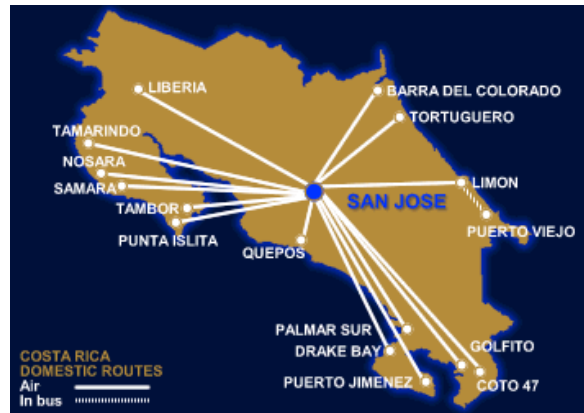 LIBERIA
BARRA DEL COLORADO
TORTUGUERO
TAMARINDO
NOSARA
SAMARA
LIMON
SAN JOSE
TAMBOR
PUERTO VIEJO
PUNTA ISLITA
QUEPOS
PALMAR SUR
GOLFITO
DRAKE BAY
PUERTO JIMENEZ
COTO 47
COSTA RICA
DOMESTIC ROUTES
Air
In bus